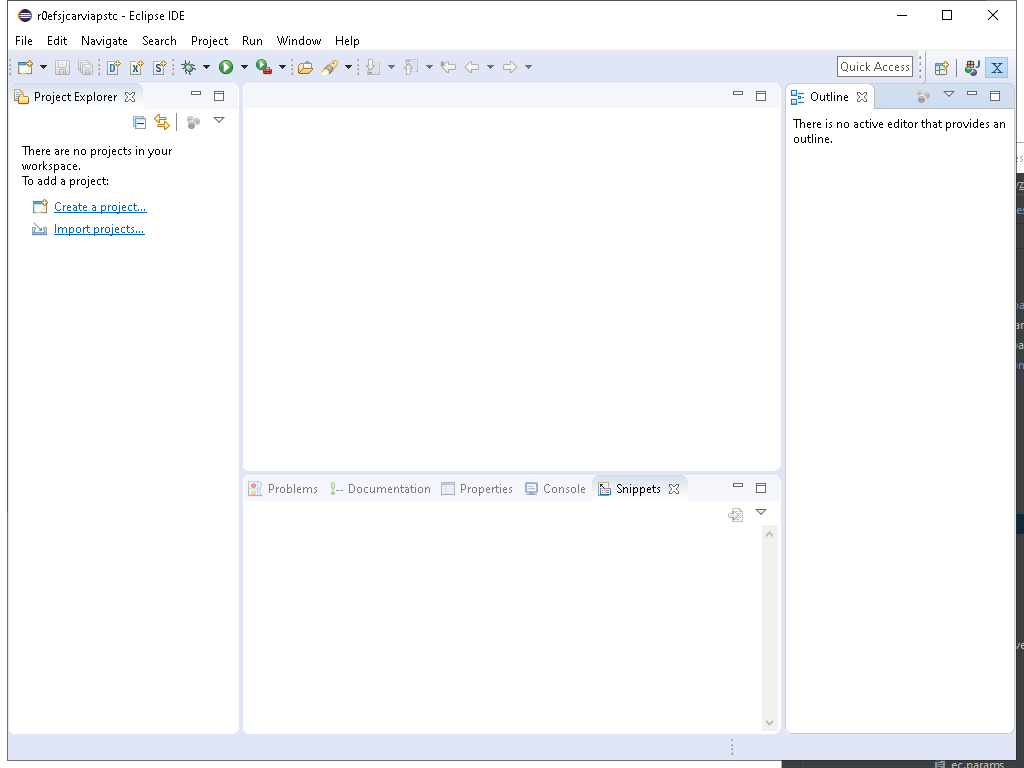 r0efsjcarviapstc - Eclipse IDE
File Edit Navigate Search Project Run Window Help
Quick Access
Project Explorer
Outline
There are no projects in your
workspace.
To add a project:
Create a project...
Import projects...
There is no active editor that provides an
outline.
Problems Documentation Properties Console Snippets
ec.params